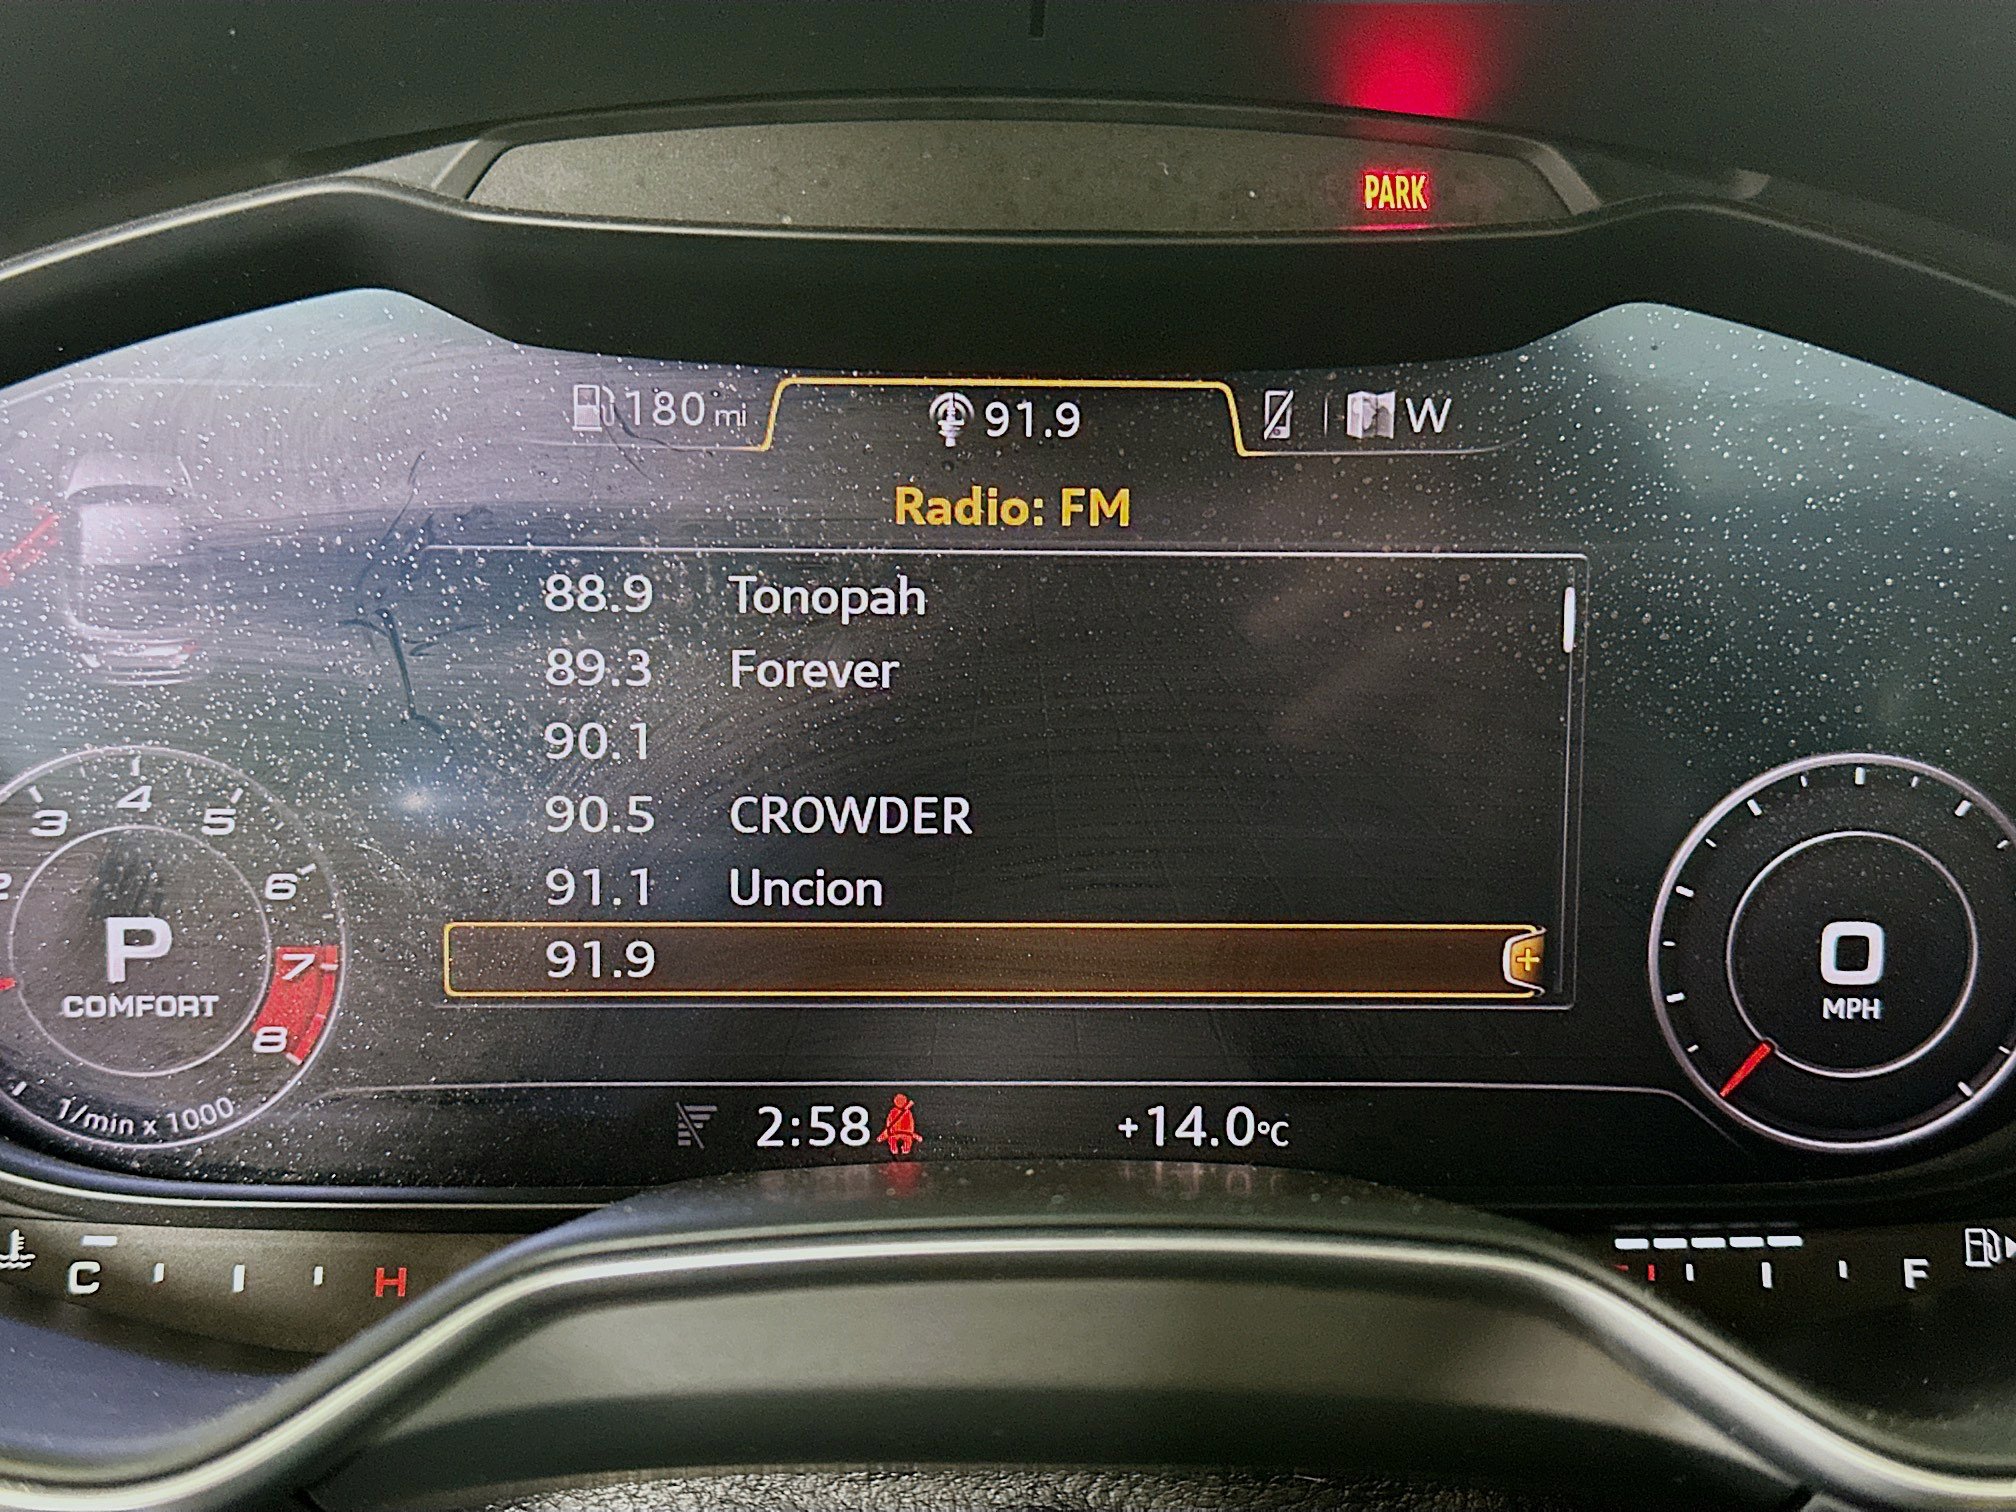 PARK
180 mi
91.9
W
Radio: FM
88.9 Tonopah
89.3 Forever
90.1
90.5 CROWDER
91.1 Uncion
91.9 +
2 3 4 5 6 7 8
P
COMFORT
1/min x 1000
0
MPH
2:58
+14.0°C
C H
F